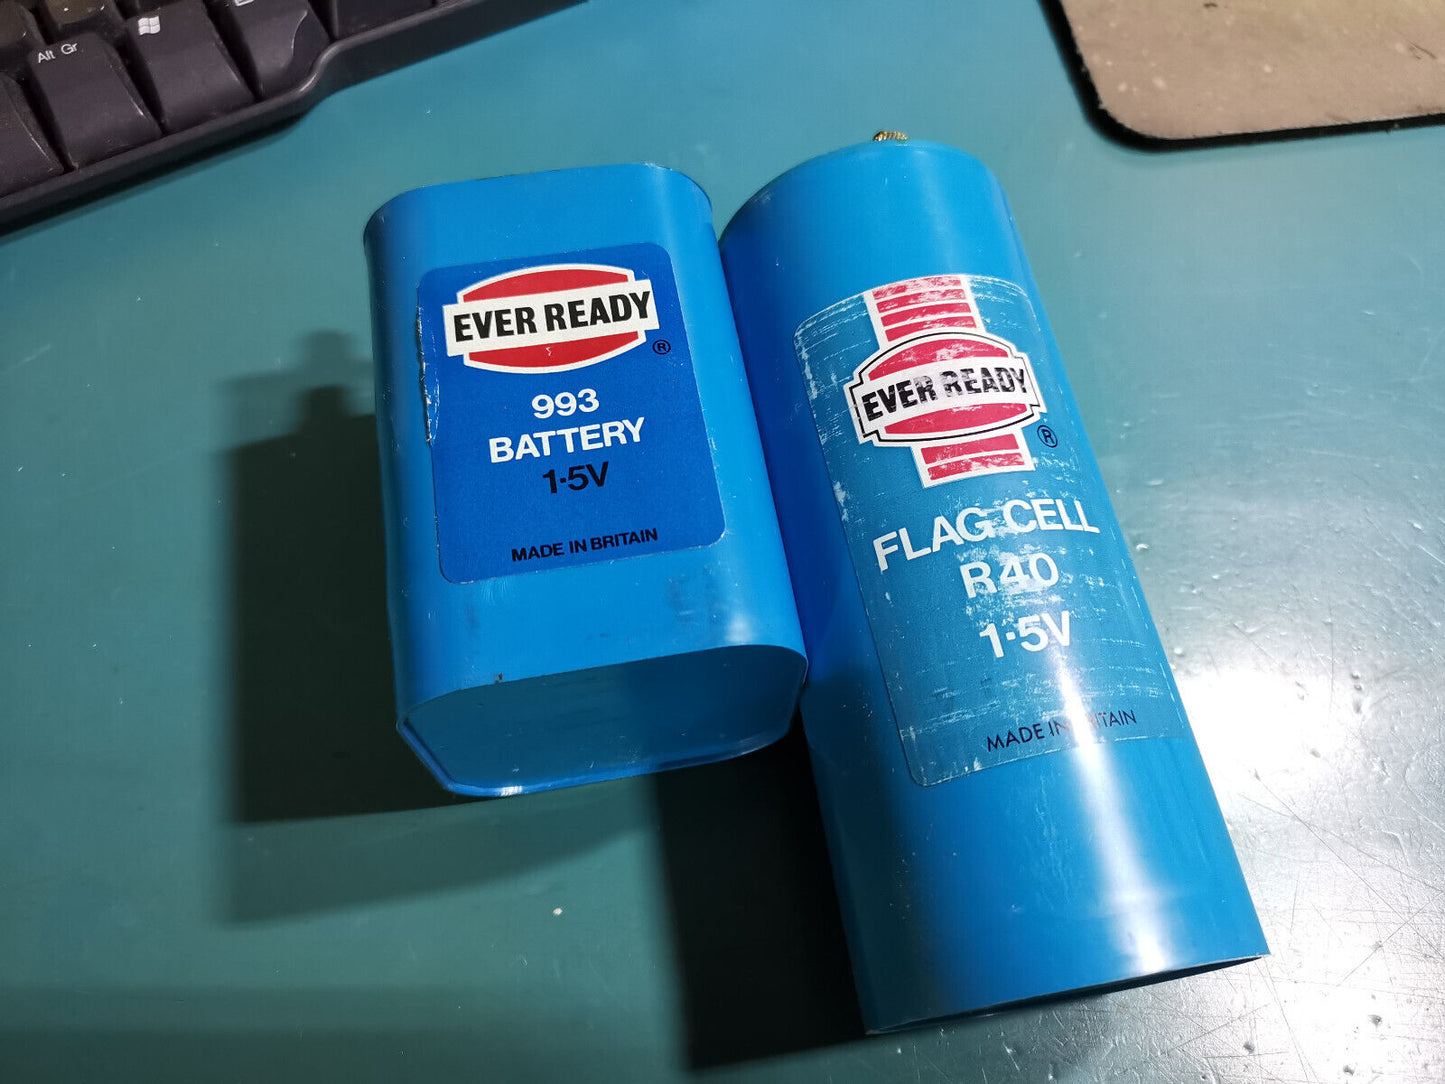 Alt Gr
EVER READY
®
993
BATTERY
1·5V
MADE IN BRITAIN
EVER READY
®
FLAG CELL
R40
1·5V
MADE IN